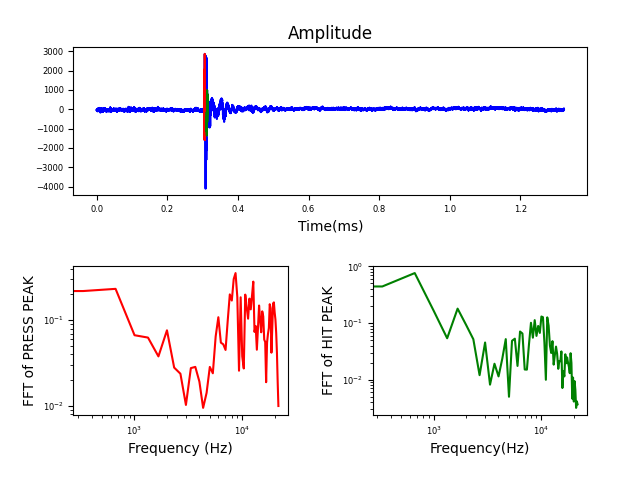 Amplitude
3000
2000
1000
0
−1000
−2000
−3000
−4000
0.0 0.2 0.4 0.6 0.8 1.0 1.2
Time(ms)
FFT of PRESS PEAK
10⁻¹
10⁻²
10³ 10⁴
Frequency (Hz)
FFT of HIT PEAK
10⁰
10⁻¹
10⁻²
10³ 10⁴
Frequency(Hz)